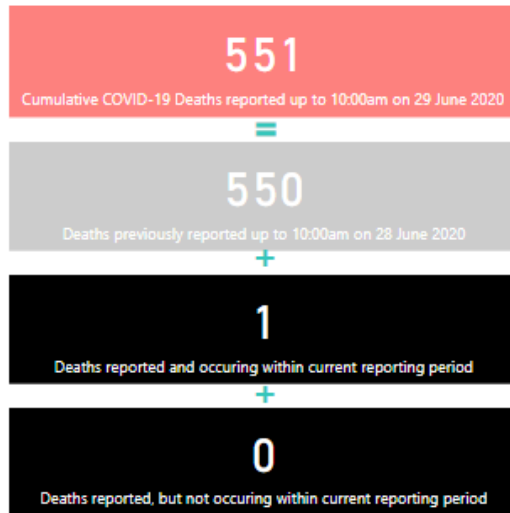 551
Cumulative COVID-19 Deaths reported up to 10:00am on 29 June 2020
=
550
Deaths previously reported up to 10:00am on 28 June 2020
+
1
Deaths reported and occuring within current reporting period
+
0
Deaths reported, but not occuring within current reporting period